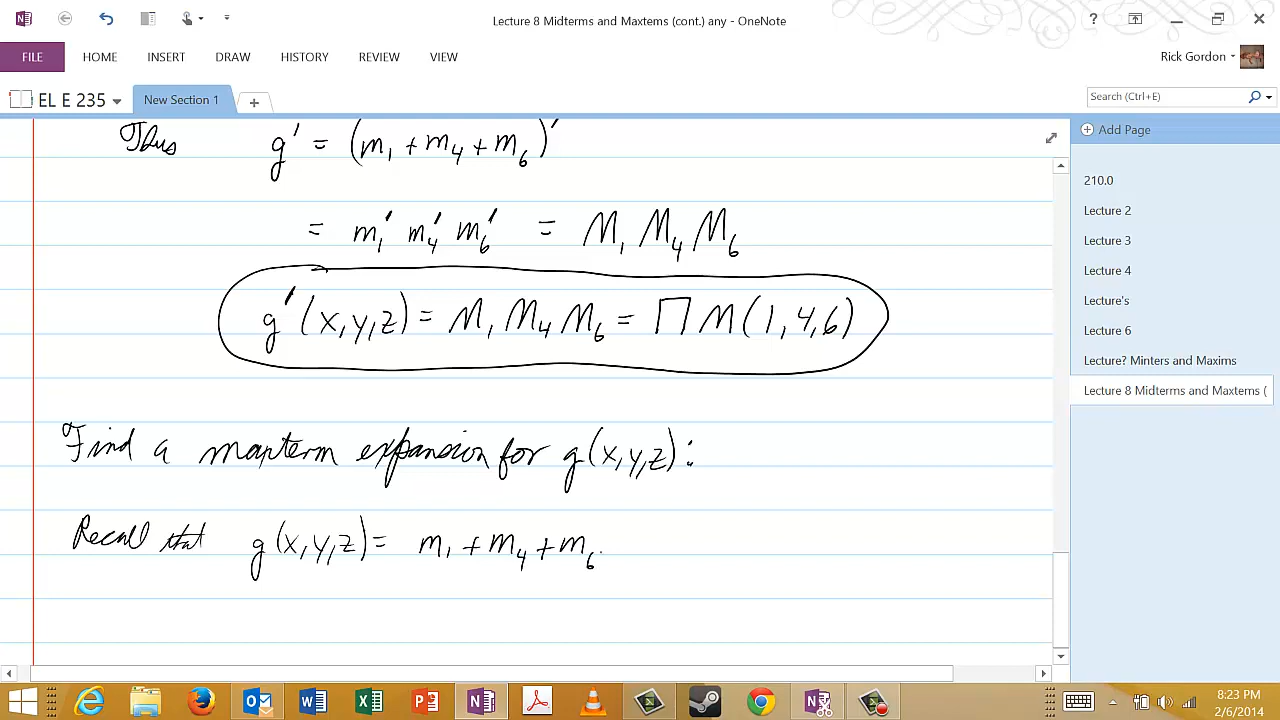 Lecture 8 Midterms and Maxtems (cont.) any - OneNote
?
FILE HOME INSERT DRAW HISTORY REVIEW VIEW
Rick Gordon
EL E 235 New Section 1 +
Search (Ctrl+E)
Add Page
210.0
Lecture 2
Lecture 3
Lecture 4
Lecture's
Lecture 6
Lecture? Minters and Maxims
Lecture 8 Midterms and Maxtems (
Thus g' = (m₁ + m₄ + m₆)'
= m₁' m₄' m₆' = M₁ M₄ M₆
g'(x,y,z) = M₁ M₄ M₆ = ∏ M(1,4,6)
Find a maxterm expansion for g(x,y,z):
Recall that g(x,y,z) = m₁ + m₄ + m₆.
8:23 PM
2/6/2014